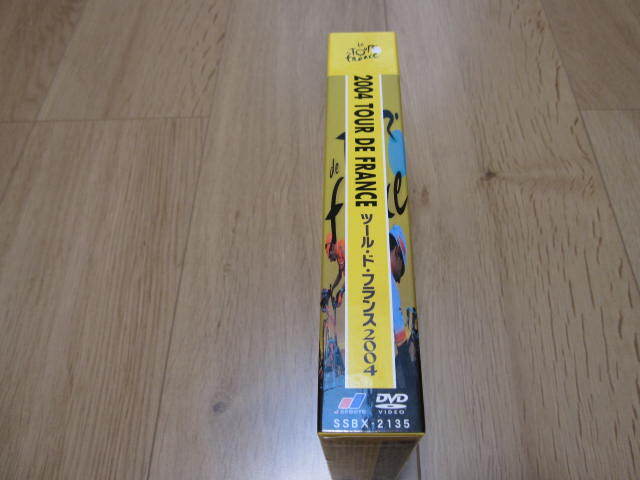 le
TOUR
de
france
2004 TOUR DE FRANCE ツール・ド・フランス2004
de
J SPORTS
DVD
VIDEO
SSBX-2135